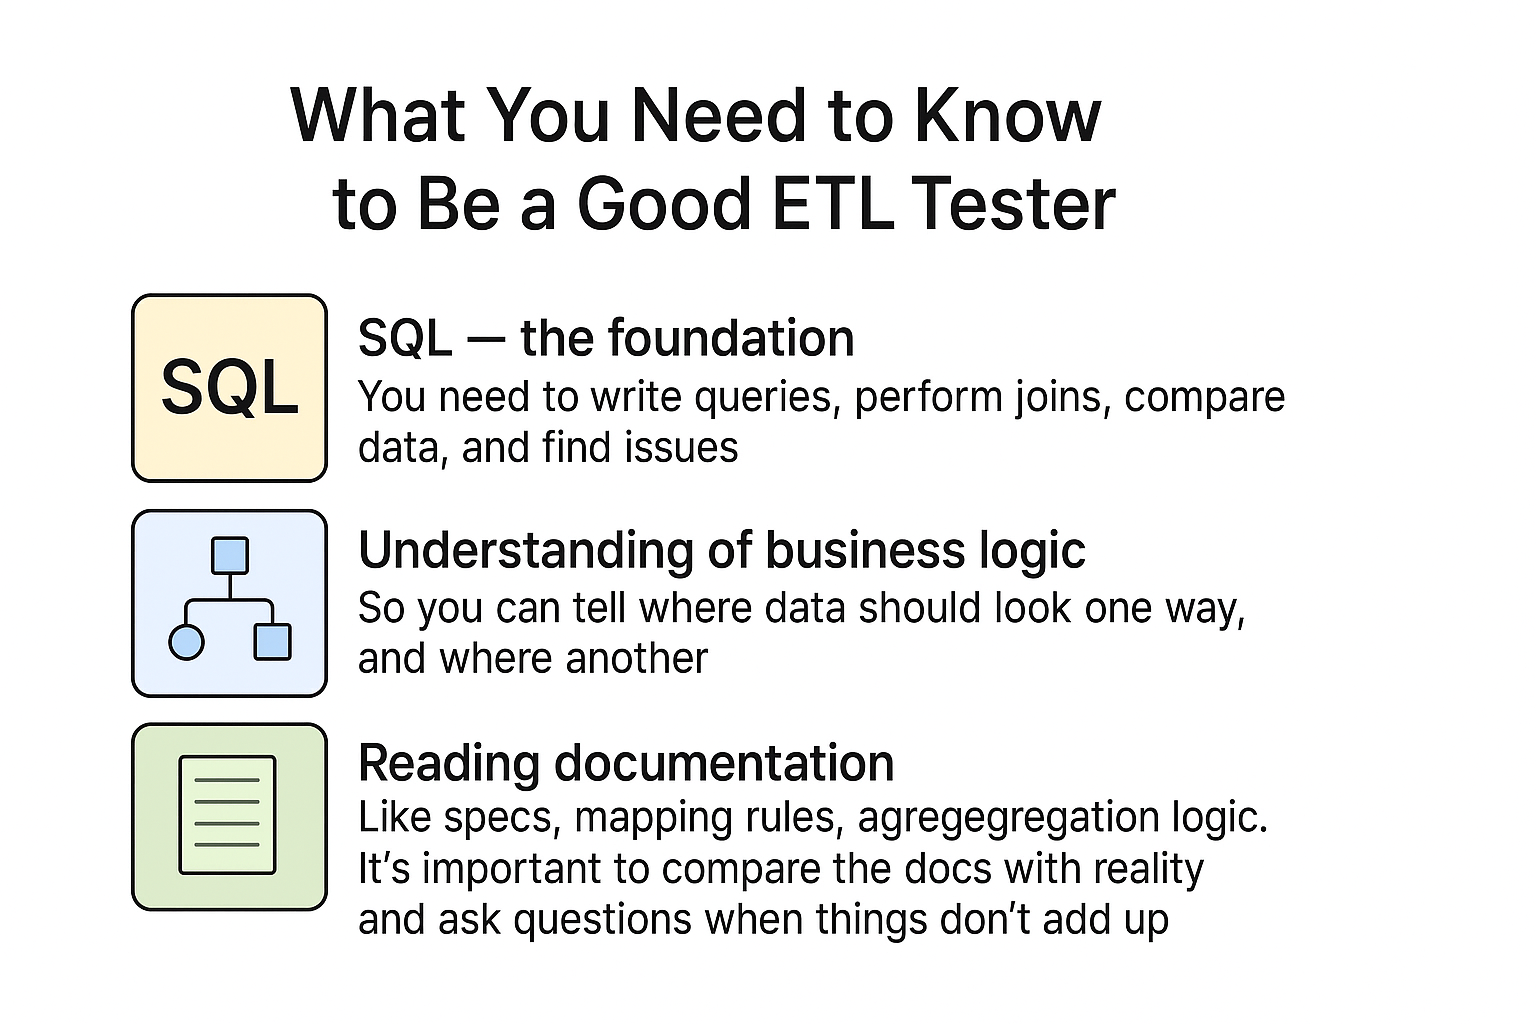 What You Need to Know
to Be a Good ETL Tester
SQL
SQL — the foundation
You need to write queries, perform joins, compare
data, and find issues
Understanding of business logic
So you can tell where data should look one way,
and where another
Reading documentation
Like specs, mapping rules, agregegregation logic.
It’s important to compare the docs with reality
and ask questions when things don’t add up